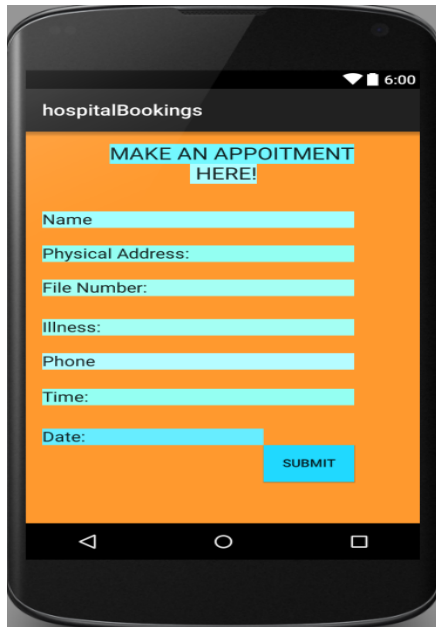 6:00
hospitalBookings
MAKE AN APPOITMENT
HERE!
Name
Physical Address:
File Number:
Illness:
Phone
Time:
Date:
SUBMIT